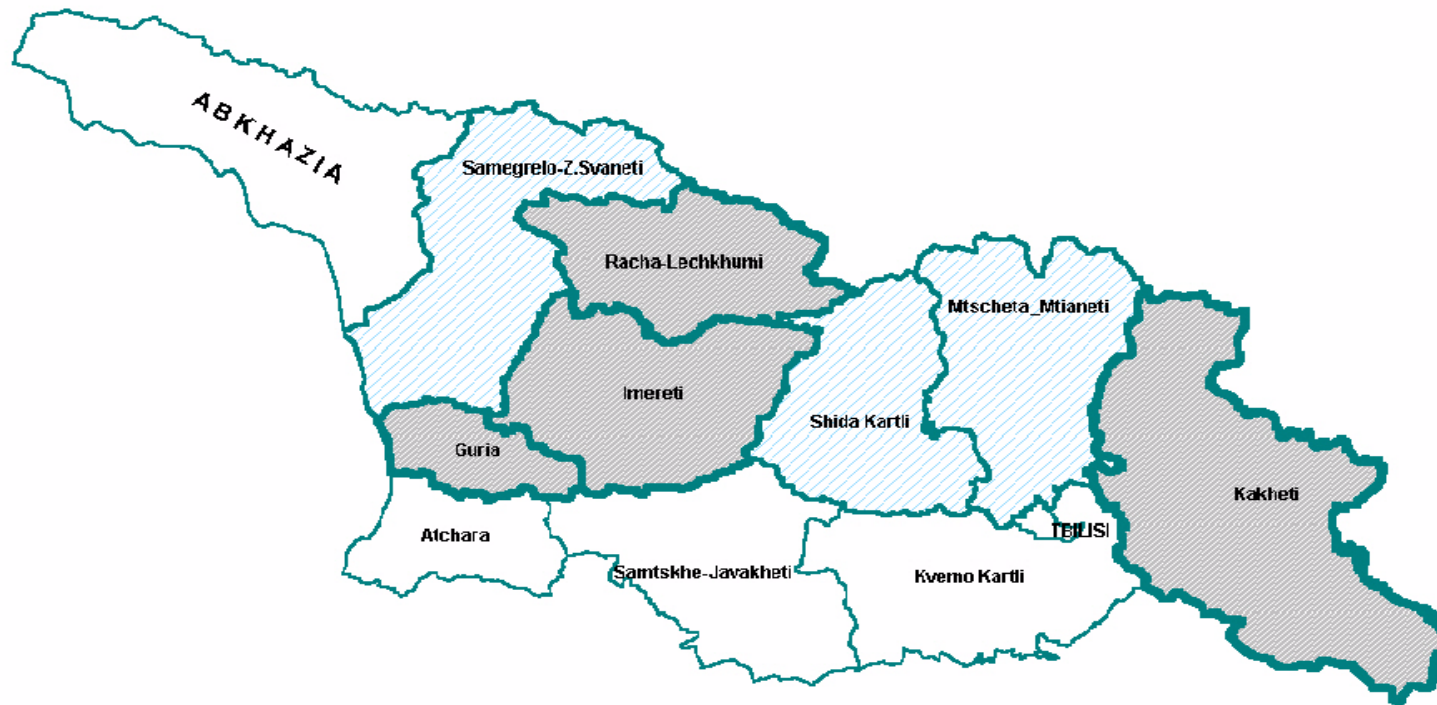 ABKHAZIA
Samegrelo-Z.Svaneti
Racha-Lechkhumi
Mtscheta_Mtianeti
Imereti
Shida Kartli
Guria
Kakheti
Atchara
TBILISI
Samtskhe-Javakheti
Kvemo Kartli